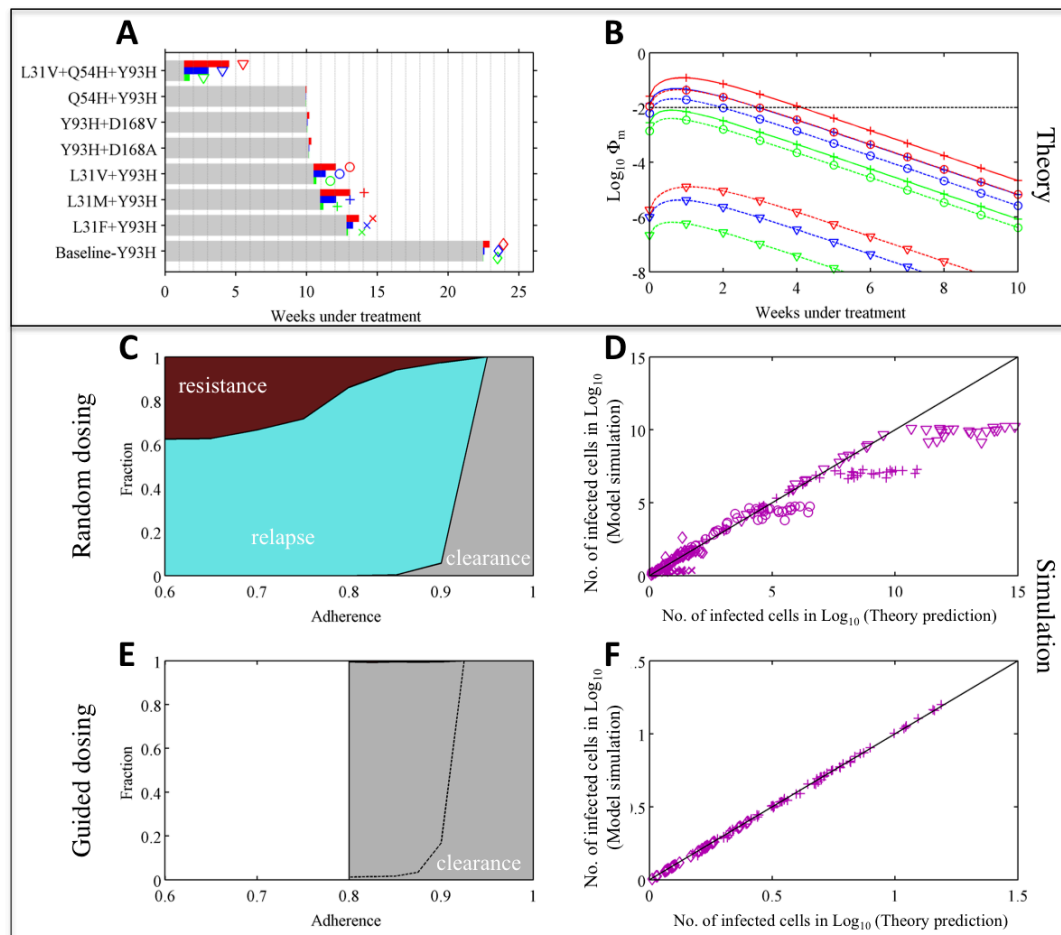 A
L31V+Q54H+Y93H
Q54H+Y93H
Y93H+D168V
Y93H+D168A
L31V+Y93H
L31M+Y93H
L31F+Y93H
Baseline-Y93H
0 5 10 15 20 25
Weeks under treatment
B
Log10 Φm
0
-2
-4
-6
-8
0 2 4 6 8 10
Weeks under treatment
Theory
C
Random dosing
Fraction
1
0.8
0.6
0.4
0.2
0
resistance
relapse
clearance
0.6 0.7 0.8 0.9 1
Adherence
D
No. of infected cells in Log10
(Model simulation)
15
10
5
0
0 5 10 15
No. of infected cells in Log10 (Theory prediction)
Simulation
E
Guided dosing
Fraction
1
0.8
0.6
0.4
0.2
0
clearance
0.6 0.7 0.8 0.9 1
Adherence
F
No. of infected cells in Log10
(Model simulation)
.5
1
0.5
0
0 0.5 1 1.5
No. of infected cells in Log10 (Theory prediction)